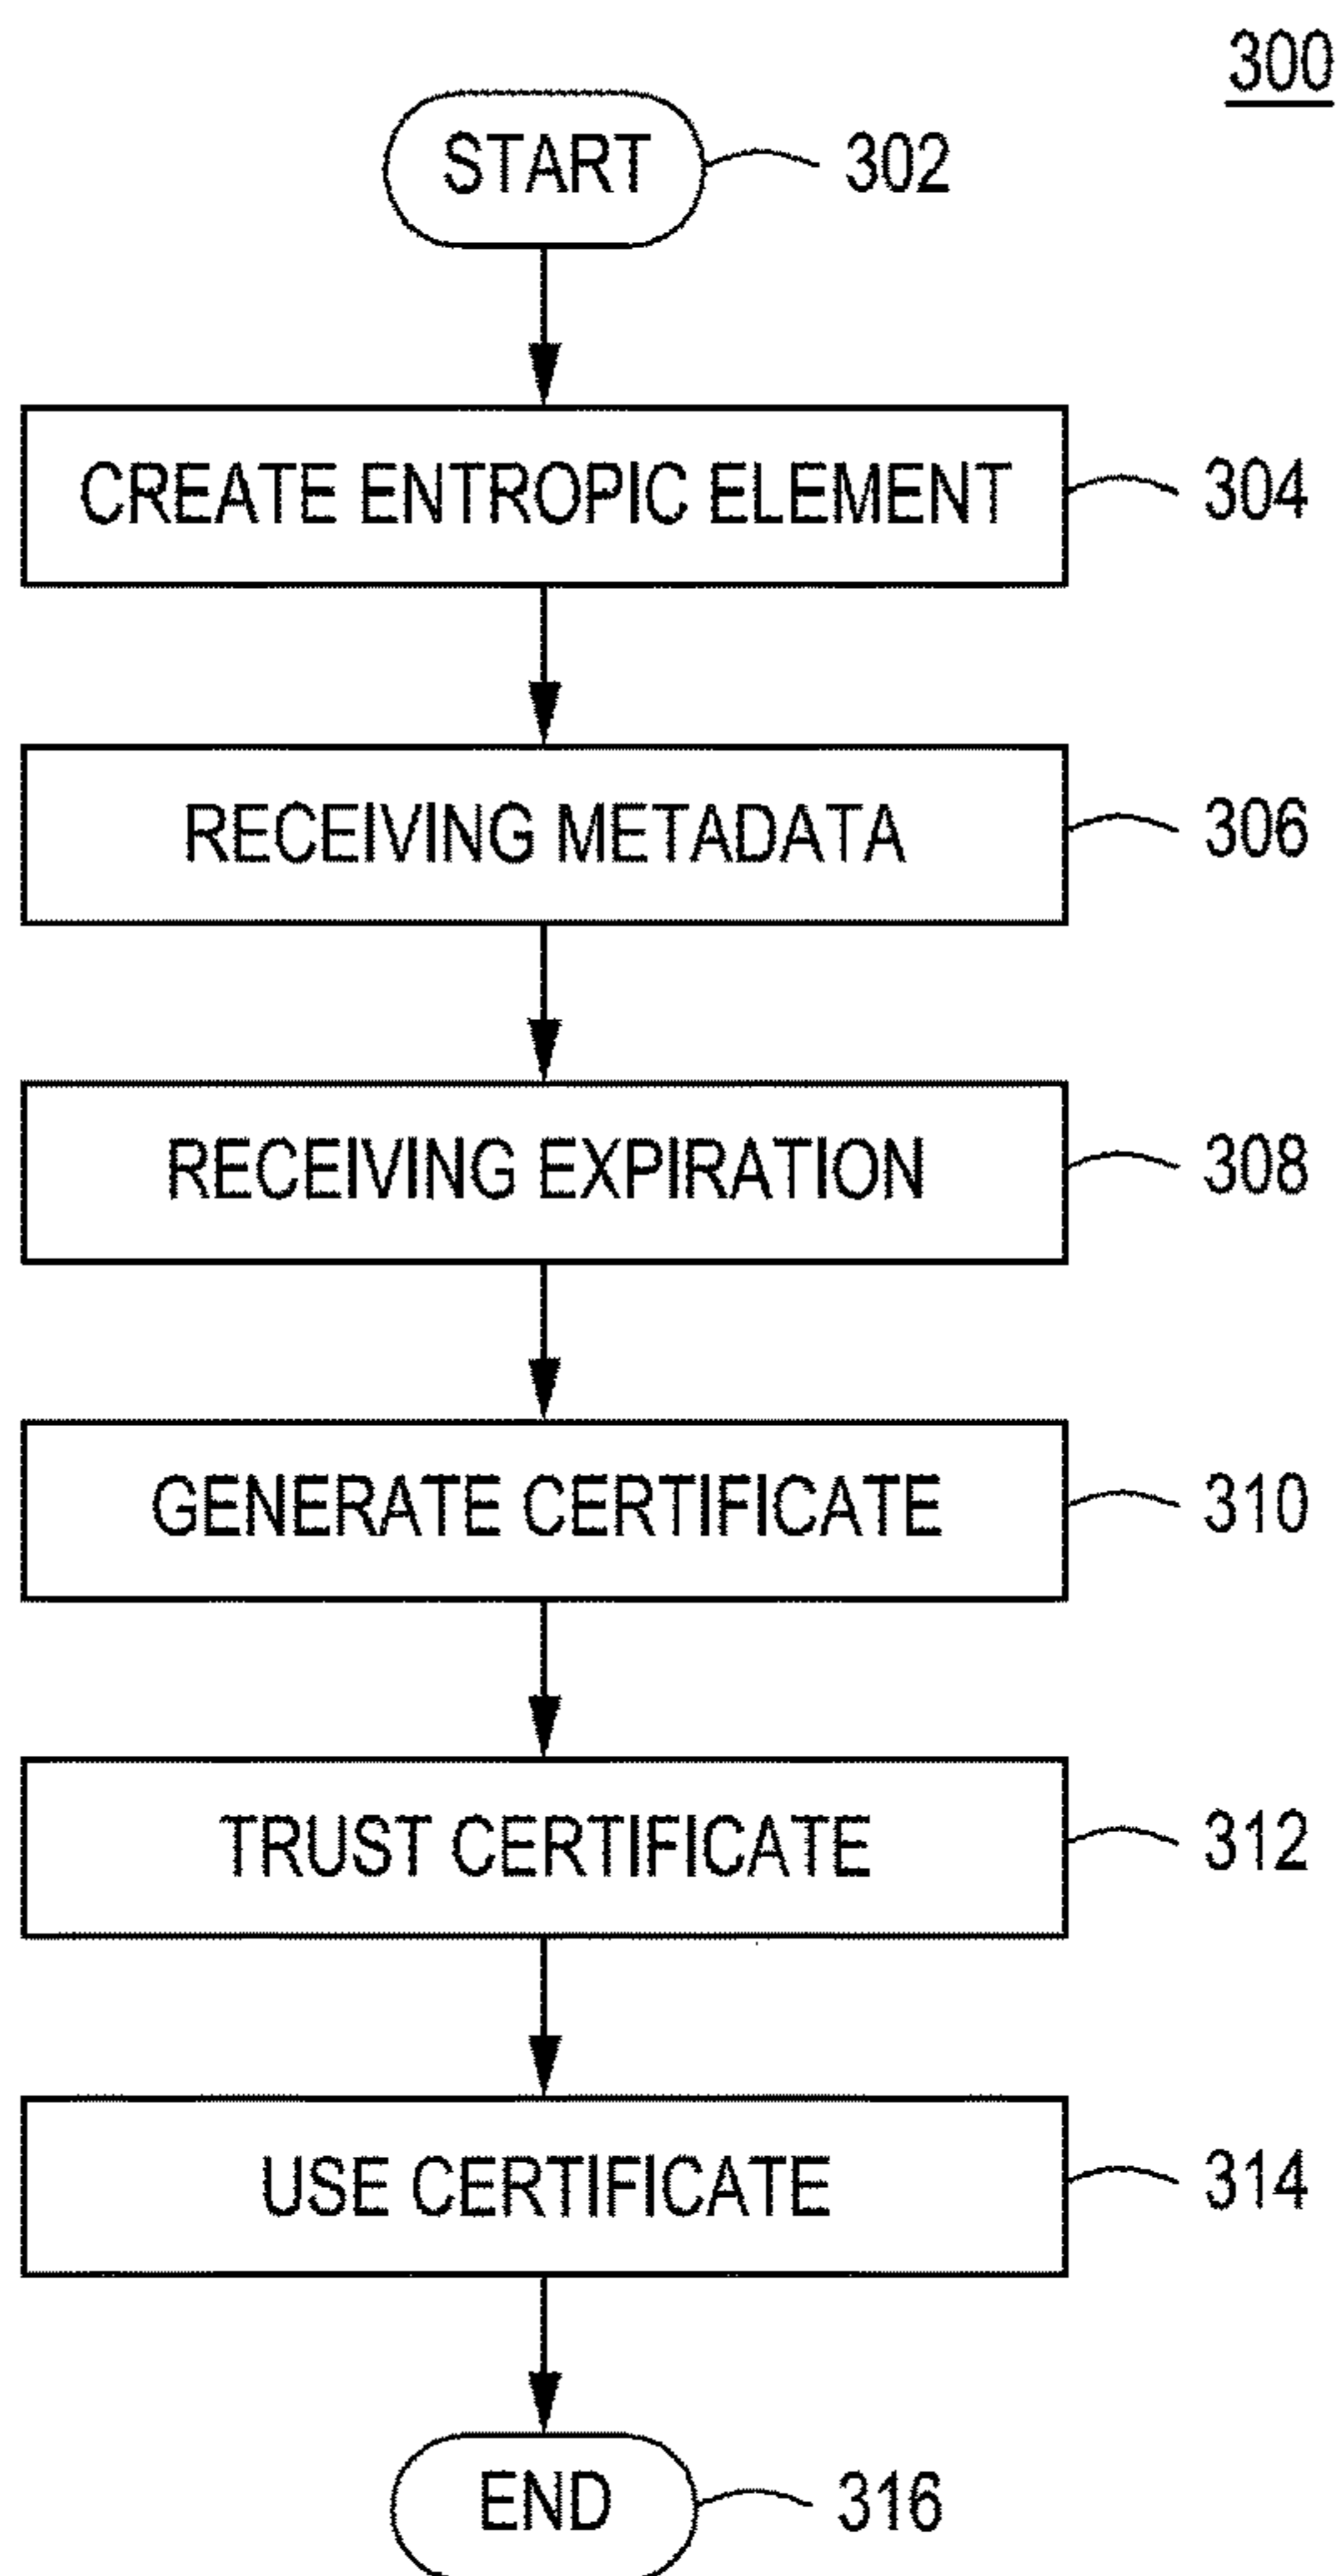 300
START 302
CREATE ENTROPIC ELEMENT 304
RECEIVING METADATA 306
RECEIVING EXPIRATION 308
GENERATE CERTIFICATE 310
TRUST CERTIFICATE 312
USE CERTIFICATE 314
END 316